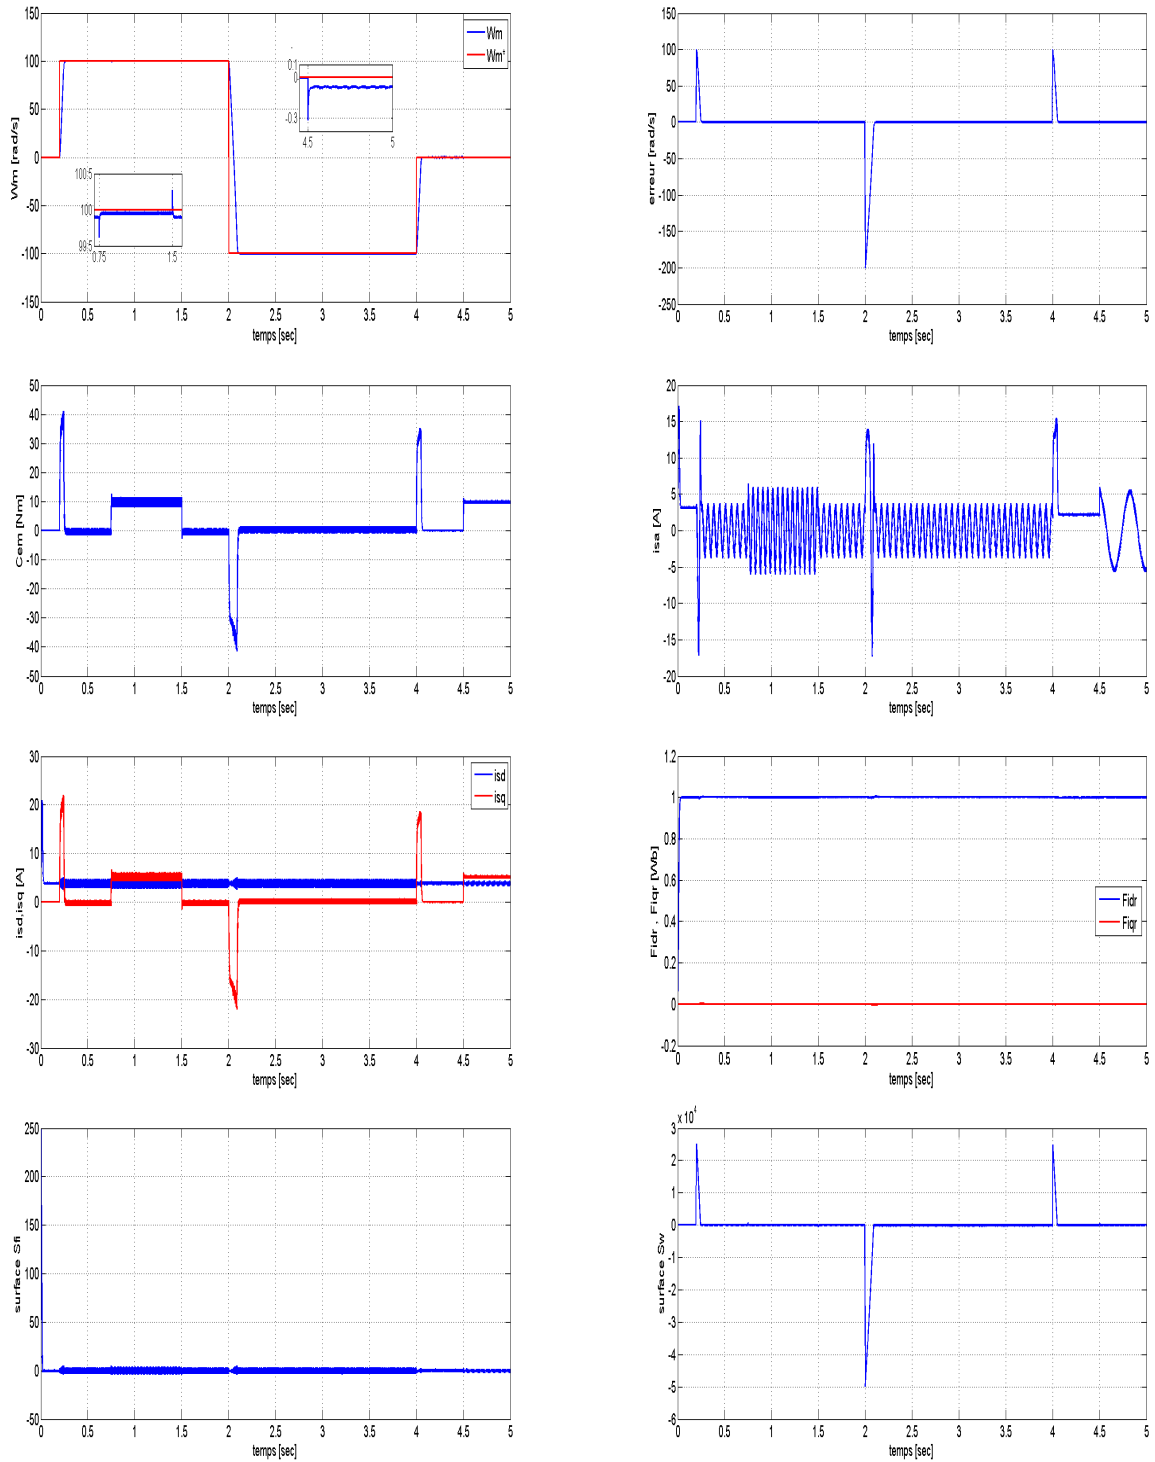 150
100
50
0
-50
-100
-150
Wm [rad/s]
Wm
Wm*
0.1
0
-0.3
4.5 5
100.5
100
99.5
0.75 1.5
0 0.5 1 1.5 2 2.5 3 3.5 4 4.5 5
temps [sec]
150
100
50
0
-50
-100
-150
-200
-250
erreur [rad/s]
0 0.5 1 1.5 2 2.5 3 3.5 4 4.5 5
temps [sec]
50
40
30
20
10
0
-10
-20
-30
-40
-50
Cem [Nm]
0 0.5 1 1.5 2 2.5 3 3.5 4 4.5 5
temps [sec]
20
15
10
5
0
-5
-10
-15
-20
isa [A]
0 0.5 1 1.5 2 2.5 3 3.5 4 4.5 5
temps [sec]
30
20
10
0
-10
-20
-30
isd,isq [A]
isd
isq
0 0.5 1 1.5 2 2.5 3 3.5 4 4.5 5
temps [sec]
1.2
1
0.8
0.6
0.4
0.2
0
-0.2
Fidr , Fiqr [Wb]
Fidr
Fiqr
0 0.5 1 1.5 2 2.5 3 3.5 4 4.5 5
temps [sec]
250
200
150
100
50
0
-50
surface Sfi
0 0.5 1 1.5 2 2.5 3 3.5 4 4.5 5
temps [sec]
x 10⁴
3
2
1
0
-1
-2
-3
-4
-5
-6
surface Sw
0 0.5 1 1.5 2 2.5 3 3.5 4 4.5 5
temps [sec]